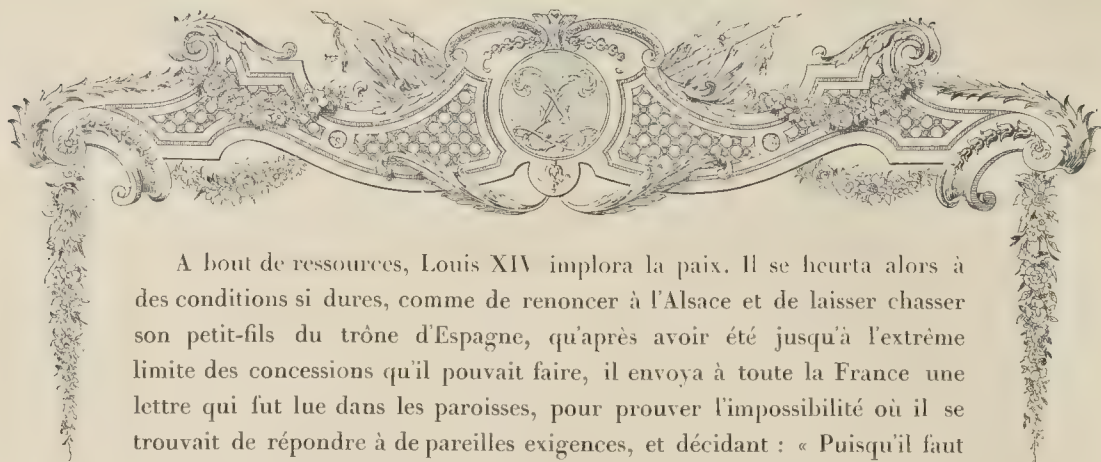 A bout de ressources, Louis XIV implora la paix. Il se heurta alors à
des conditions si dures, comme de renoncer à l'Alsace et de laisser chasser
son petit-fils du trône d'Espagne, qu'après avoir été jusqu'à l'extrême
limite des concessions qu'il pouvait faire, il envoya à toute la France une
lettre qui fut lue dans les paroisses, pour prouver l'impossibilité où il se
trouvait de répondre à de pareilles exigences, et décidant : « Puisqu'il faut